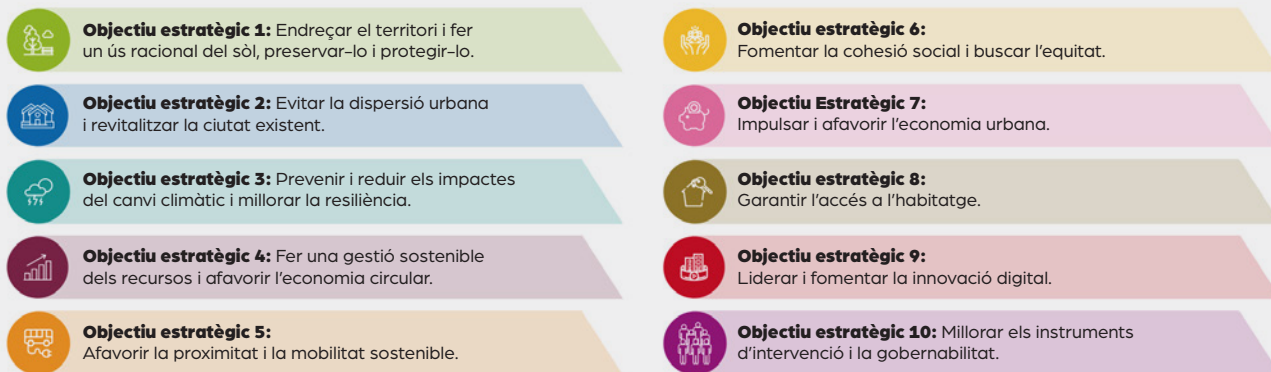 Objectiu estratègic 1: Endreçar el territori i fer
un ús racional del sòl, preservar-lo i protegir-lo.
Objectiu estratègic 2: Evitar la dispersió urbana
i revitalitzar la ciutat existent.
Objectiu estratègic 3: Prevenir i reduir els impactes
del canvi climàtic i millorar la resiliència.
Objectiu estratègic 4: Fer una gestió sostenible
dels recursos i afavorir l’economia circular.
Objectiu estratègic 5:
Afavorir la proximitat i la mobilitat sostenible.
Objectiu estratègic 6:
Fomentar la cohesió social i buscar l’equitat.
Objectiu Estratègic 7:
Impulsar i afavorir l’economia urbana.
Objectiu estratègic 8:
Garantir l’accés a l’habitatge.
Objectiu estratègic 9:
Liderar i fomentar la innovació digital.
Objectiu estratègic 10: Millorar els instruments
d’intervenció i la gobernabilitat.